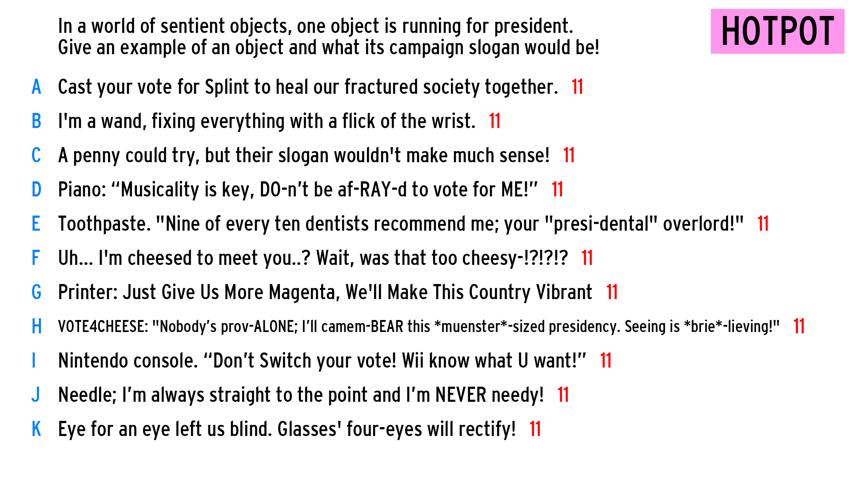 In a world of sentient objects, one object is running for president.
Give an example of an object and what its campaign slogan would be!
HOTPOT
A Cast your vote for Splint to heal our fractured society together. 11
B I'm a wand, fixing everything with a flick of the wrist. 11
C A penny could try, but their slogan wouldn't make much sense! 11
D Piano: “Musicality is key, DO-n’t be af-RAY-d to vote for ME!” 11
E Toothpaste. "Nine of every ten dentists recommend me; your "presi-dental" overlord!" 11
F Uh... I'm cheesed to meet you..? Wait, was that too cheesy-!?!?!? 11
G Printer: Just Give Us More Magenta, We'll Make This Country Vibrant 11
H VOTE4CHEESE: "Nobody’s prov-ALONE; I’ll camem-BEAR this *muenster*-sized presidency. Seeing is *brie*-lieving!" 11
I Nintendo console. “Don’t Switch your vote! Wii know what U want!” 11
J Needle; I’m always straight to the point and I’m NEVER needy! 11
K Eye for an eye left us blind. Glasses' four-eyes will rectify! 11